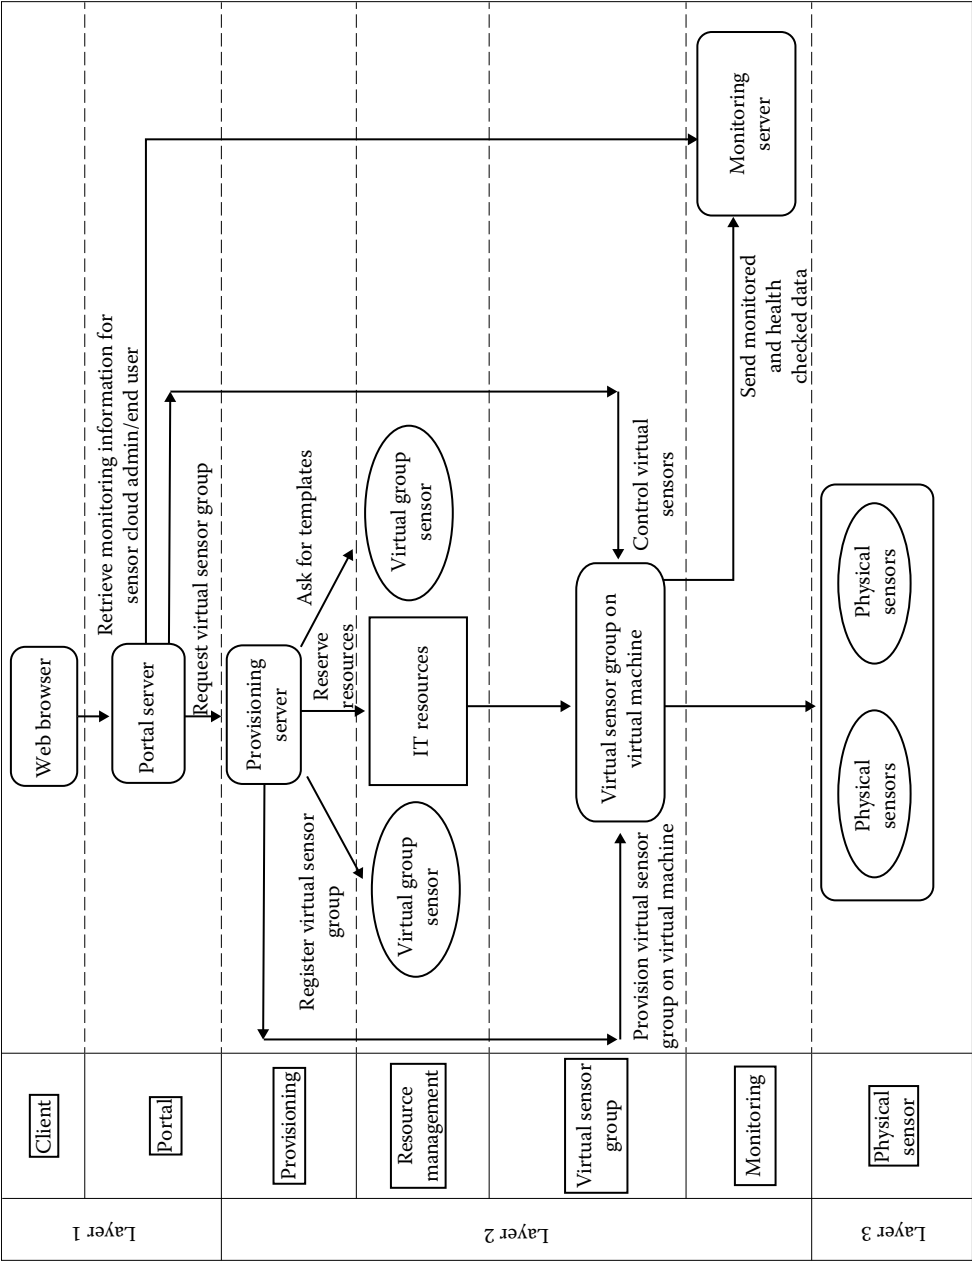 Layer 1
Layer 2
Layer 3
Client
Portal
Provisioning
Resource
management
Virtual sensor
group
Monitoring
Physical
sensor
Web browser
Retrieve monitoring information for
sensor cloud admin/end user
Portal server
Request virtual sensor group
Provisioning
server
Register virtual sensor
group
Reserve
resources
Ask for templates
Virtual group
sensor
IT resources
Virtual group
sensor
Provision virtual sensor
group on virtual machine
Virtual sensor group on
virtual machine
Control virtual
sensors
Send monitored
and health
checked data
Monitoring
server
Physical
sensors
Physical
sensors